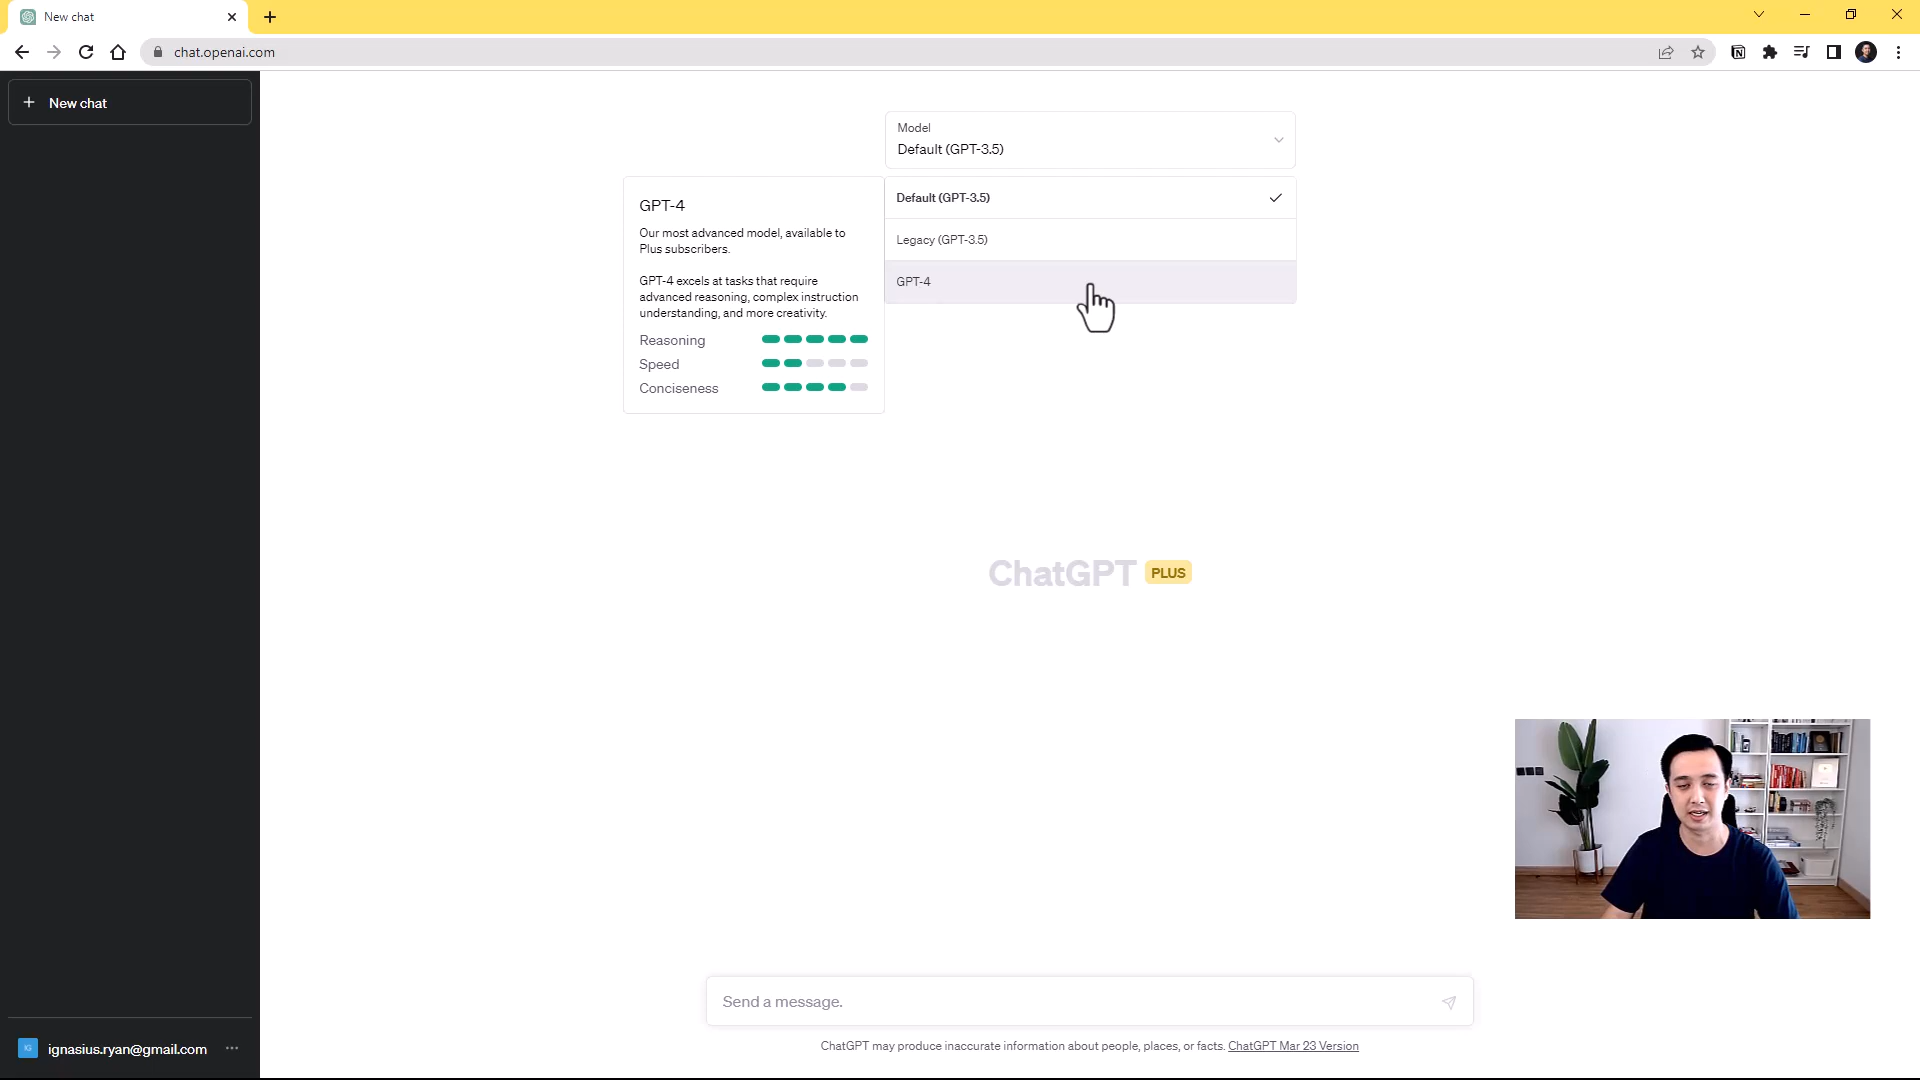 New chat
chat.openai.com
New chat
Model
Default (GPT-3.5)
Default (GPT-3.5)
Legacy (GPT-3.5)
GPT-4
GPT-4
Our most advanced model, available to
Plus subscribers.
GPT-4 excels at tasks that require
advanced reasoning, complex instruction
understanding, and more creativity.
Reasoning
Speed
Conciseness
ChatGPT PLUS
Send a message.
ChatGPT may produce inaccurate information about people, places, or facts. ChatGPT Mar 23 Version
IG ignasius.ryan@gmail.com